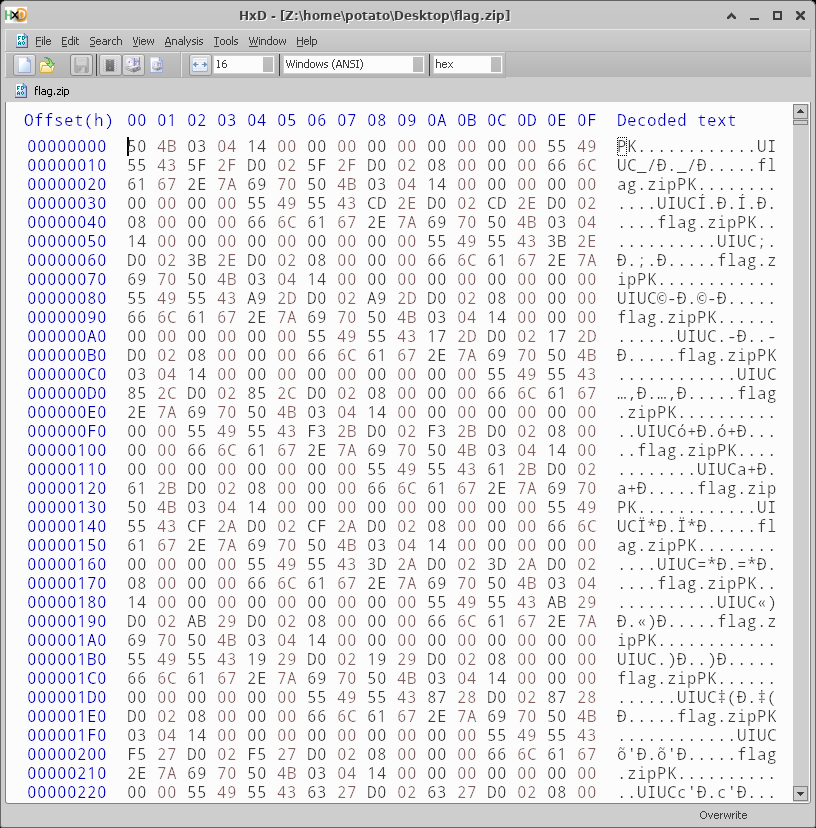 HxD - [Z:\home\potato\Desktop\flag.zip]
File Edit Search View Analysis Tools Window Help
16 Windows (ANSI) hex
flag.zip
Offset(h) 00 01 02 03 04 05 06 07 08 09 0A 0B 0C 0D 0E 0F Decoded text
00000000 50 4B 03 04 14 00 00 00 00 00 00 00 00 00 55 49 PK............UI
00000010 55 43 5F 2F D0 02 5F 2F D0 02 08 00 00 00 66 6C UC_/Ð._/Ð.....fl
00000020 61 67 2E 7A 69 70 50 4B 03 04 14 00 00 00 00 00 ag.zipPK........
00000030 00 00 00 00 55 49 55 43 CD 2E D0 02 CD 2E D0 02 ....UIUCÍ.Ð.Í.Ð.
00000040 08 00 00 00 66 6C 61 67 2E 7A 69 70 50 4B 03 04 ....flag.zipPK..
00000050 14 00 00 00 00 00 00 00 00 00 55 49 55 43 3B 2E ..........UIUC;.
00000060 D0 02 3B 2E D0 02 08 00 00 00 66 6C 61 67 2E 7A Ð.;.Ð.....flag.z
00000070 69 70 50 4B 03 04 14 00 00 00 00 00 00 00 00 00 ipPK............
00000080 55 49 55 43 A9 2D D0 02 A9 2D D0 02 08 00 00 00 UIUC©-Ð.©-Ð.....
00000090 66 6C 61 67 2E 7A 69 70 50 4B 03 04 14 00 00 00 flag.zipPK......
000000A0 00 00 00 00 00 00 55 49 55 43 17 2D D0 02 17 2D ......UIUC.-Ð..-
000000B0 D0 02 08 00 00 00 66 6C 61 67 2E 7A 69 70 50 4B Ð.....flag.zipPK
000000C0 03 04 14 00 00 00 00 00 00 00 00 00 55 49 55 43 ............UIUC
000000D0 85 2C D0 02 85 2C D0 02 08 00 00 00 66 6C 61 67 …,Ð.…,Ð.....flag
000000E0 2E 7A 69 70 50 4B 03 04 14 00 00 00 00 00 00 00 .zipPK..........
000000F0 00 00 55 49 55 43 F3 2B D0 02 F3 2B D0 02 08 00 ..UIUCó+Ð.ó+Ð...
00000100 00 00 66 6C 61 67 2E 7A 69 70 50 4B 03 04 14 00 ..flag.zipPK....
00000110 00 00 00 00 00 00 00 00 55 49 55 43 61 2B D0 02 ........UIUCa+Ð.
00000120 61 2B D0 02 08 00 00 00 66 6C 61 67 2E 7A 69 70 a+Ð.....flag.zip
00000130 50 4B 03 04 14 00 00 00 00 00 00 00 00 00 55 49 PK............UI
00000140 55 43 CF 2A D0 02 CF 2A D0 02 08 00 00 00 66 6C UCÏ*Ð.Ï*Ð.....fl
00000150 61 67 2E 7A 69 70 50 4B 03 04 14 00 00 00 00 00 ag.zipPK........
00000160 00 00 00 00 55 49 55 43 3D 2A D0 02 3D 2A D0 02 ....UIUC=*Ð.=*Ð.
00000170 08 00 00 00 66 6C 61 67 2E 7A 69 70 50 4B 03 04 ....flag.zipPK..
00000180 14 00 00 00 00 00 00 00 00 00 55 49 55 43 AB 29 ..........UIUC«)
00000190 D0 02 AB 29 D0 02 08 00 00 00 66 6C 61 67 2E 7A Ð.«)Ð.....flag.z
000001A0 69 70 50 4B 03 04 14 00 00 00 00 00 00 00 00 00 ipPK............
000001B0 55 49 55 43 19 29 D0 02 19 29 D0 02 08 00 00 00 UIUC.)Ð..)Ð.....
000001C0 66 6C 61 67 2E 7A 69 70 50 4B 03 04 14 00 00 00 flag.zipPK......
000001D0 00 00 00 00 00 00 55 49 55 43 87 28 D0 02 87 28 ......UIUC‡(Ð.‡(
000001E0 D0 02 08 00 00 00 66 6C 61 67 2E 7A 69 70 50 4B Ð.....flag.zipPK
000001F0 03 04 14 00 00 00 00 00 00 00 00 00 55 49 55 43 ............UIUC
00000200 F5 27 D0 02 F5 27 D0 02 08 00 00 00 66 6C 61 67 õ'Ð.õ'Ð.....flag
00000210 2E 7A 69 70 50 4B 03 04 14 00 00 00 00 00 00 00 .zipPK..........
00000220 00 00 55 49 55 43 63 27 D0 02 63 27 D0 02 08 00 ..UIUCc'Ð.c'Ð...
Overwrite